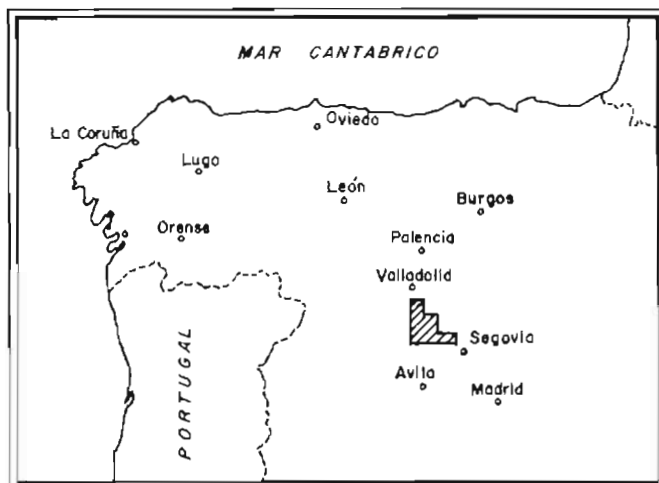 MAR CANTABRICO
Oviedo
La Coruña
Lugo
León
Burgos
Orense
Palencia
Valladolid
Segovia
Avila
Madrid
PORTUGAL